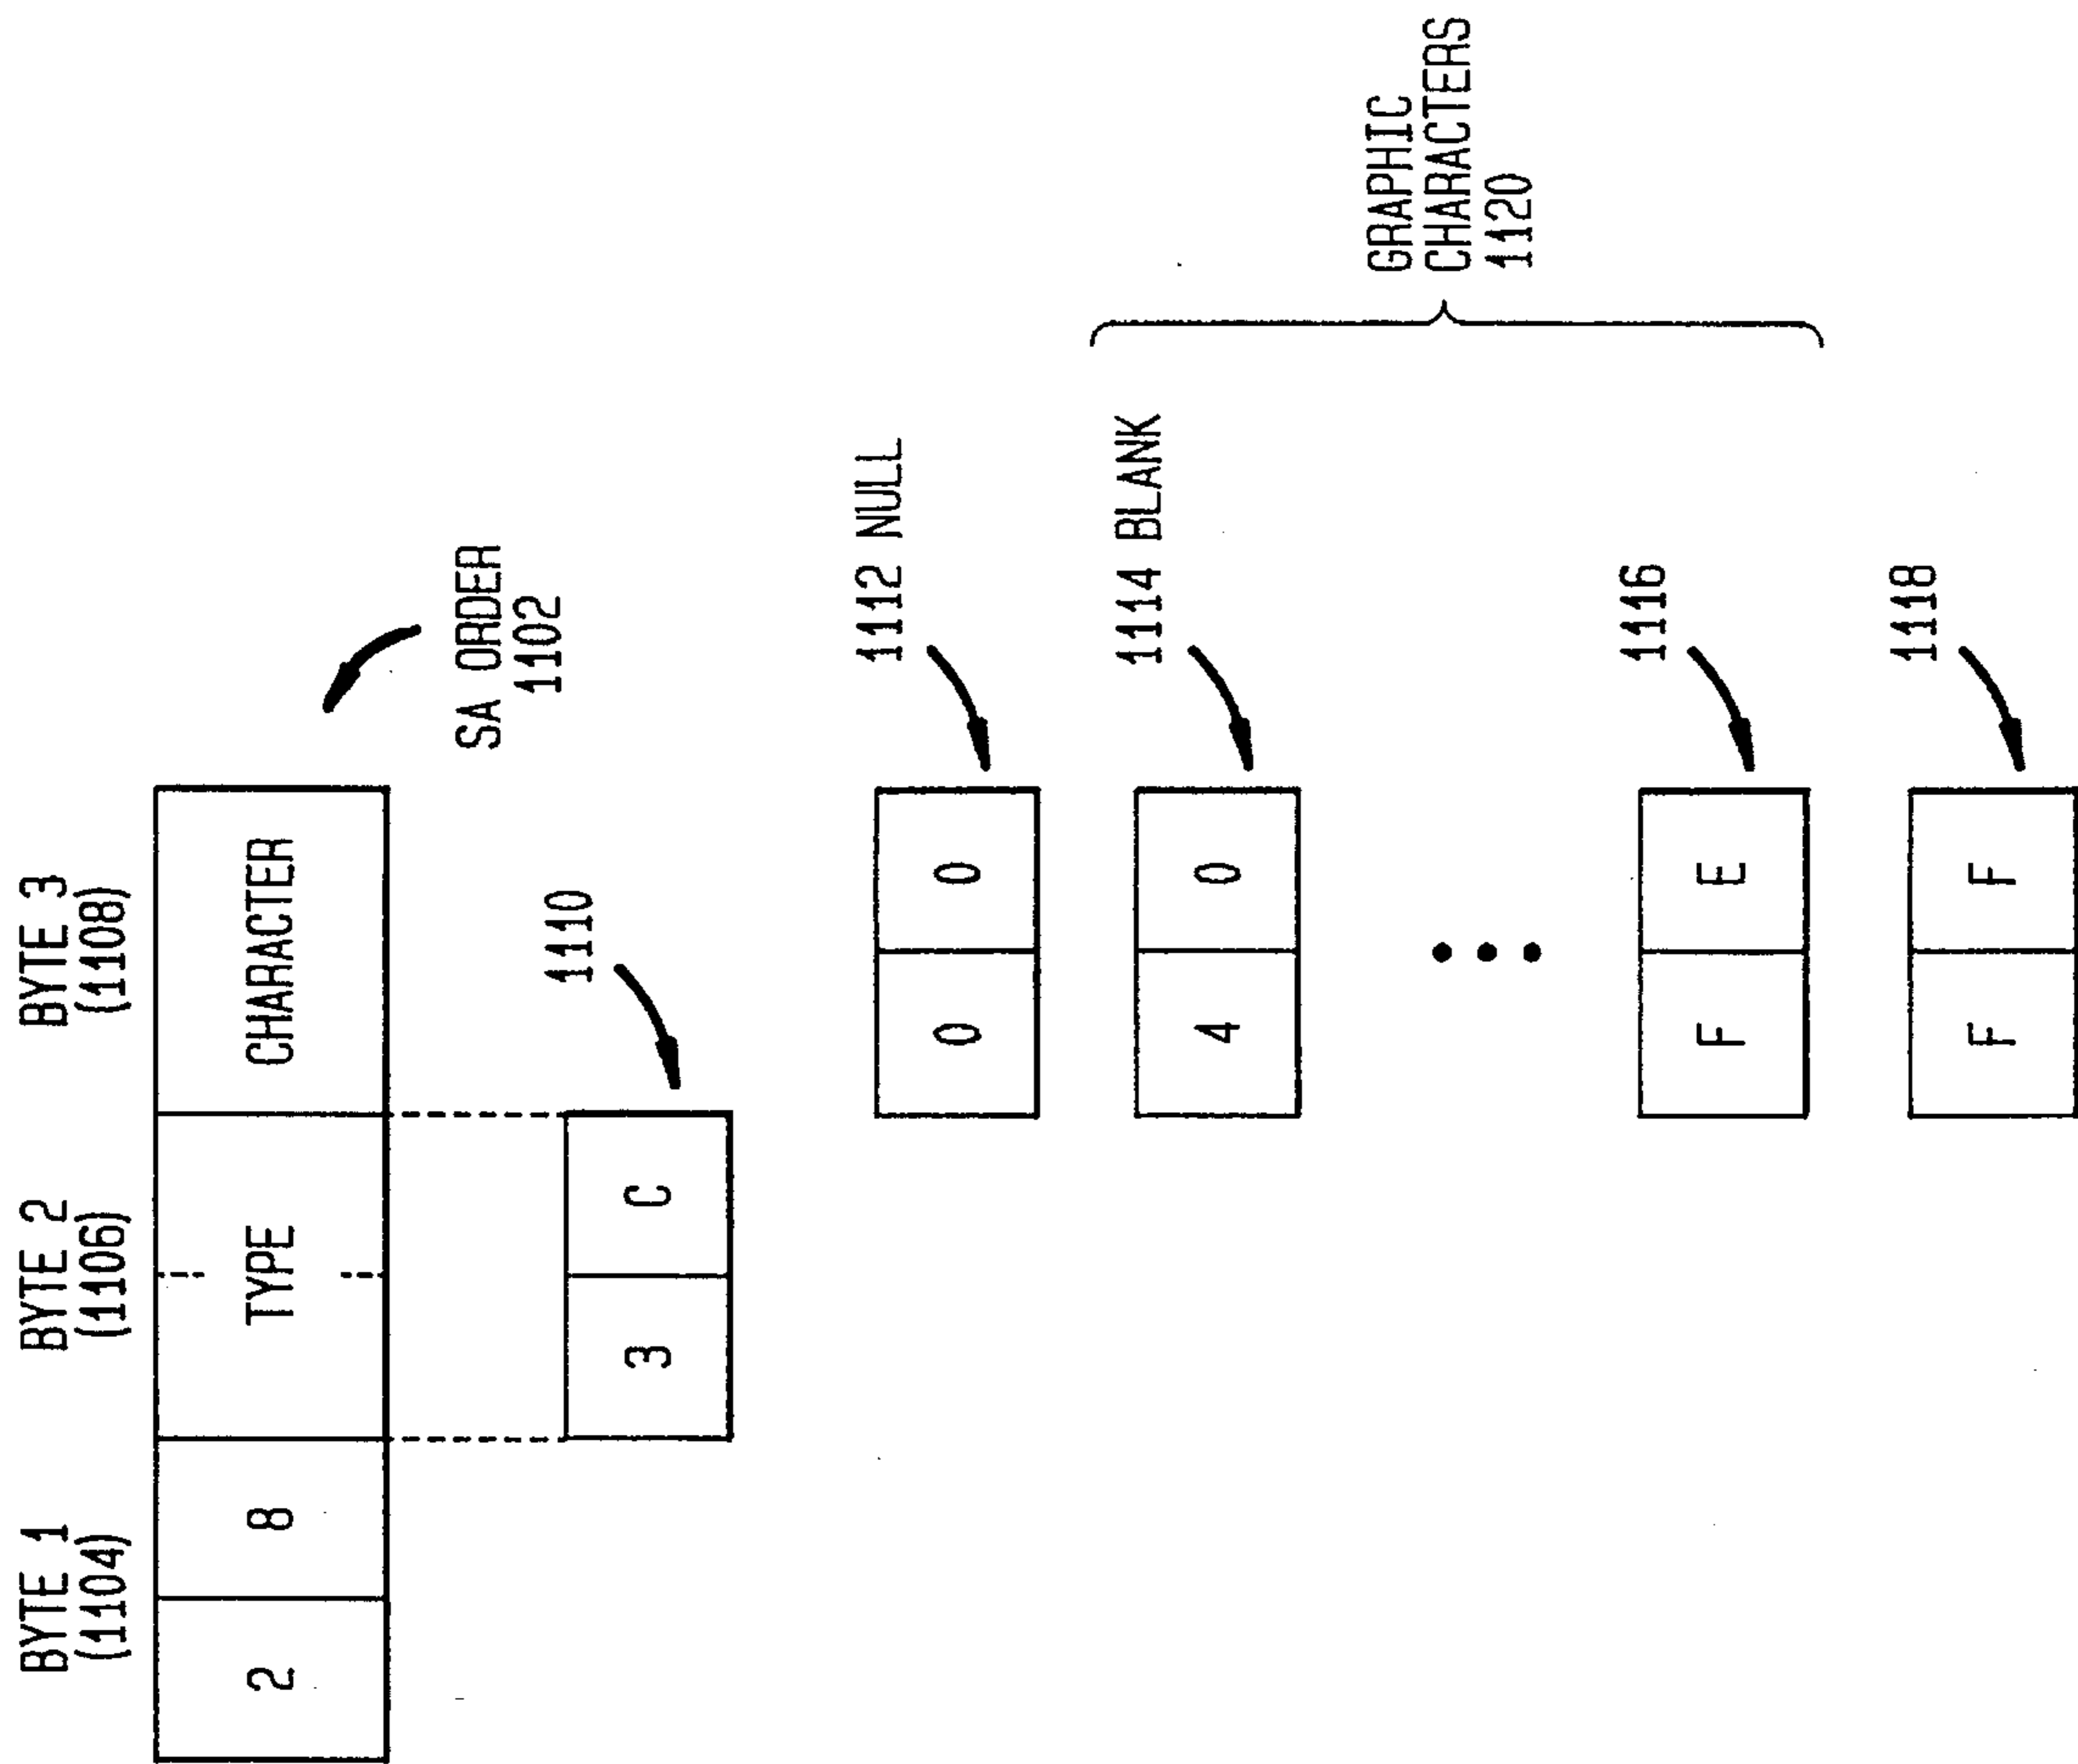 BYTE 1
(1104)
BYTE 2
(1106)
BYTE 3
(1108)
2 8 TYPE CHARACTER
SA ORDER
1102
3 C
1110
0 0
1112 NULL
4 0
1114 BLANK
F E
1116
F F
1118
GRAPHIC
CHARACTERS
1120